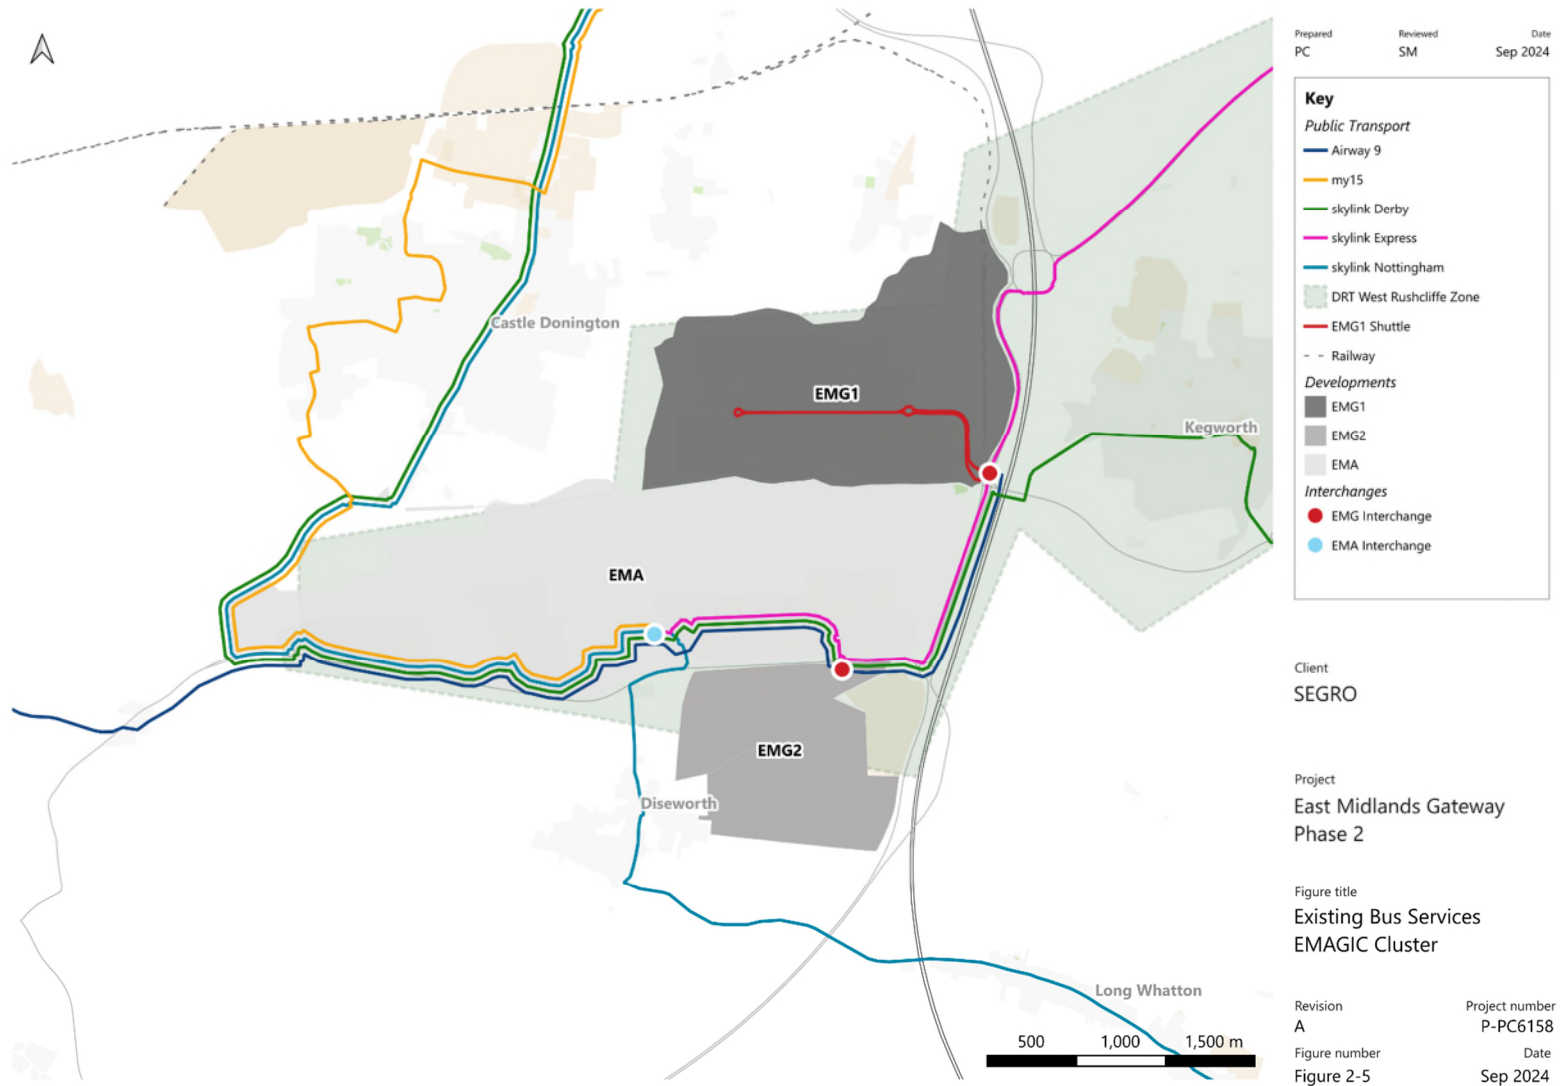 Castle Donington
EMG1
Kegworth
EMA
EMG2
Diseworth
Long Whatton
500 1,000 1,500 m
Prepared Reviewed Date
PC SM Sep 2024
Key
Public Transport
Airway 9
my15
skylink Derby
skylink Express
skylink Nottingham
DRT West Rushcliffe Zone
EMG1 Shuttle
Railway
Developments
EMG1
EMG2
EMA
Interchanges
EMG Interchange
EMA Interchange
Client
SEGRO
Project
East Midlands Gateway
Phase 2
Figure title
Existing Bus Services
EMAGIC Cluster
Revision Project number
A P-PC6158
Figure number Date
Figure 2-5 Sep 2024